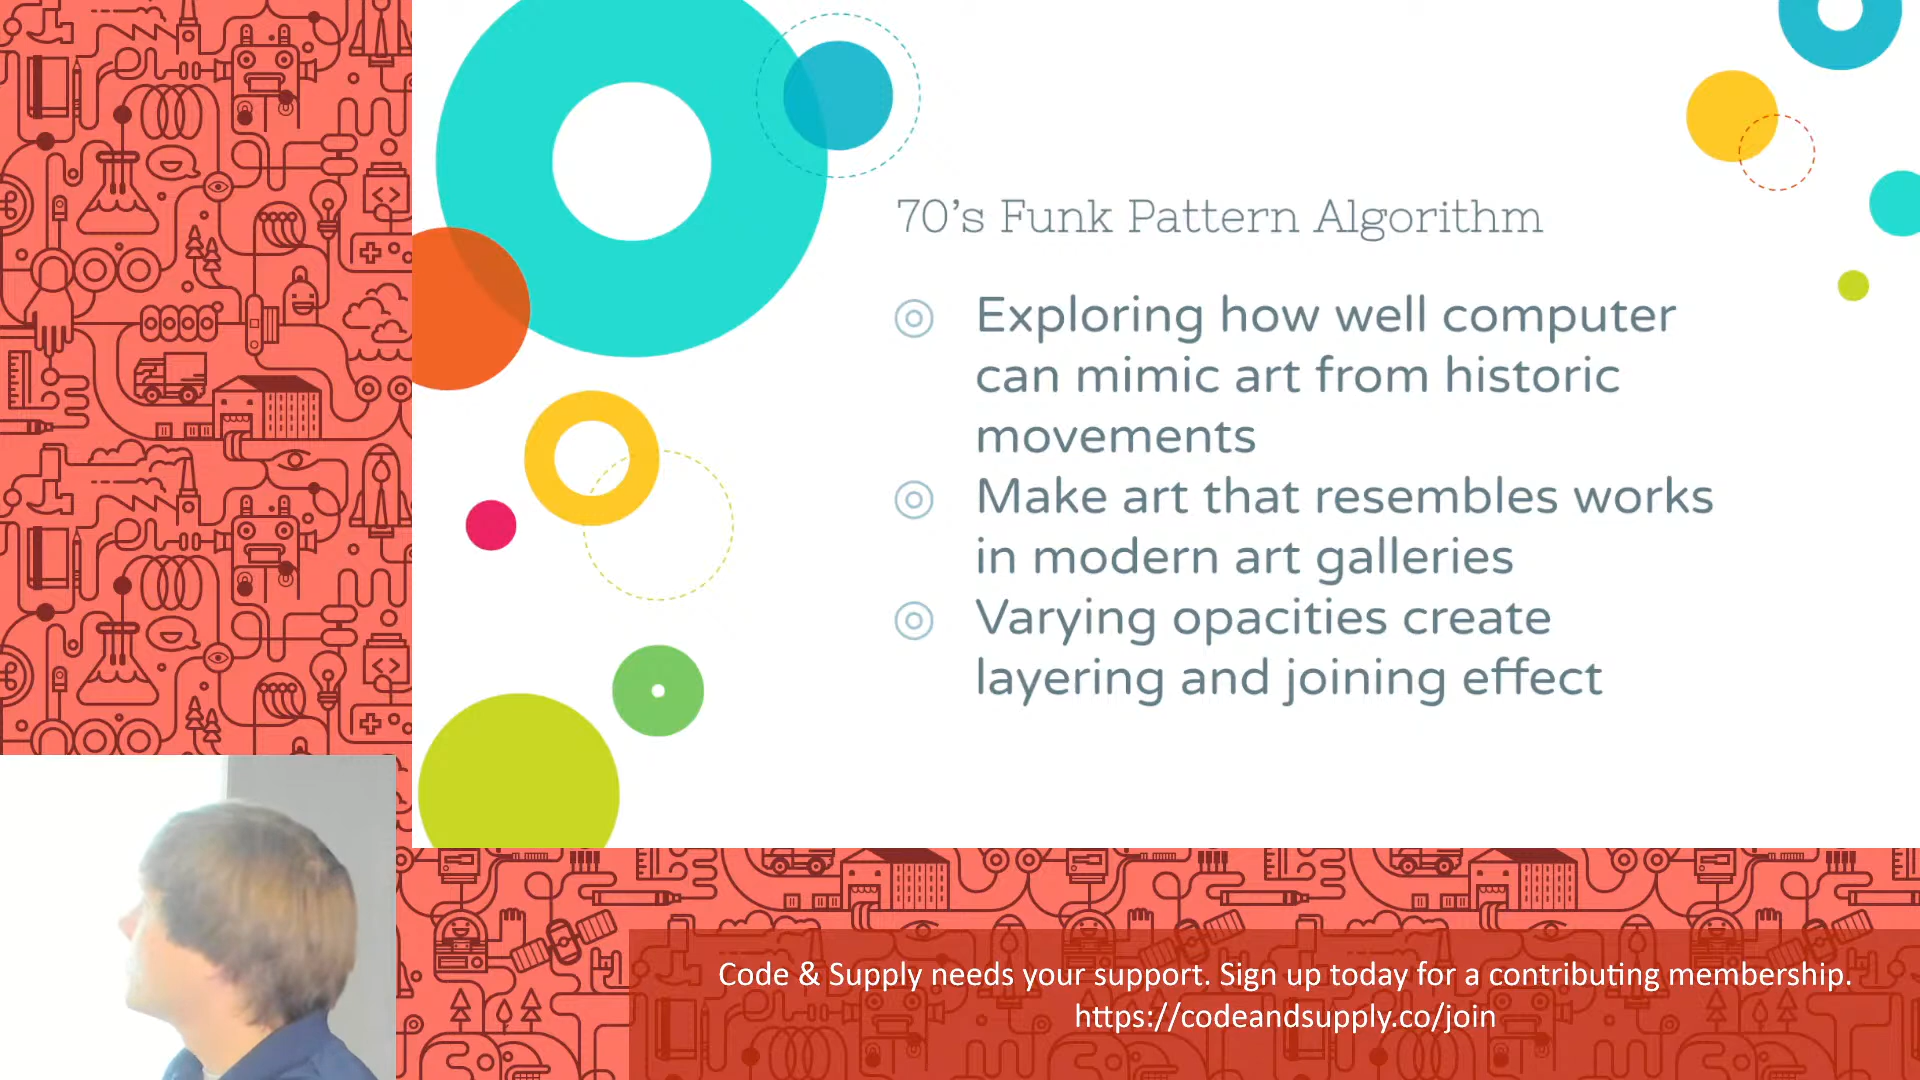 70's Funk Pattern Algorithm
Exploring how well computer
can mimic art from historic
movements
Make art that resembles works
in modern art galleries
Varying opacities create
layering and joining effect
Code & Supply needs your support. Sign up today for a contributing membership.
https://codeandsupply.co/join